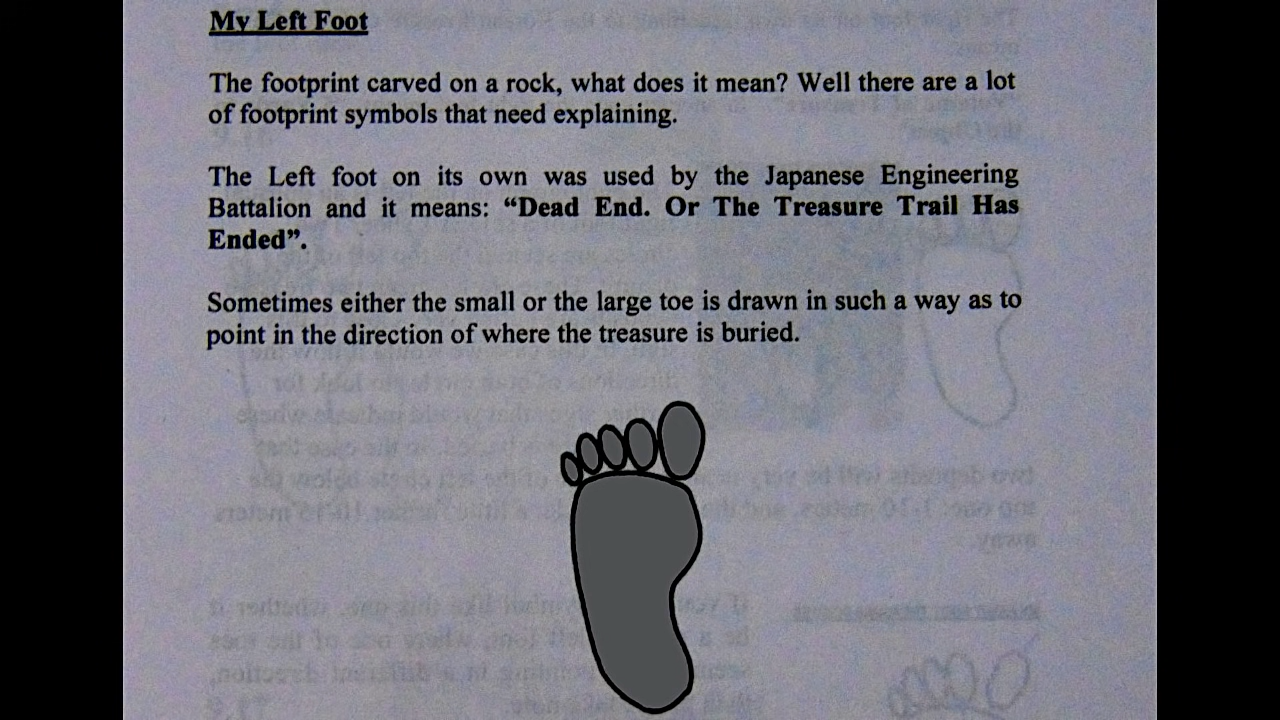 My Left Foot
The footprint carved on a rock, what does it mean? Well there are a lot
of footprint symbols that need explaining.
The Left foot on its own was used by the Japanese Engineering
Battalion and it means: “Dead End. Or The Treasure Trail Has
Ended”.
Sometimes either the small or the large toe is drawn in such a way as to
point in the direction of where the treasure is buried.